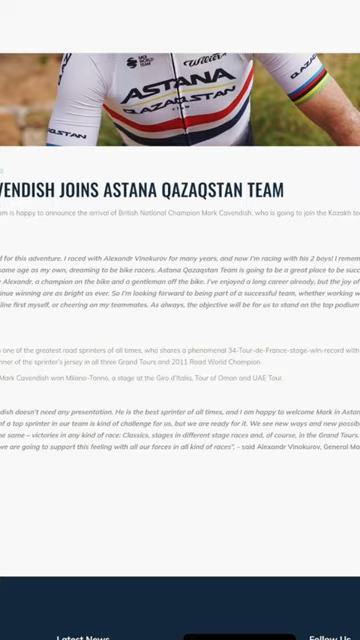 Wilier
ASTANA
QAZAQSTAN
TEAM
QAZAQSTAN
ASTANA
VENDISH JOINS ASTANA QAZAQSTAN TEAM
am is happy to announce the arrival of British National Champion Mark Cavendish, who is going to join the Kazakh te
d for this adventure. I raced with Alexandr Vinokurov for many years, and now I'm racing with his 2 boys! I remem
same age as my own, dreaming to be bike racers. Astana Qazaqstan Team is going to be a great place to be succ
Alexandr, a champion on the bike and a gentleman off the bike. I've enjoyed a long career already, but the joy of
tinue winning are as bright as ever. So I'm looking forward to being part of a successful team, whether working w
line first myself, or cheering on my teammates. As always, the objective will be for us to stand on the top podium
s one of the greatest road sprinters of all times, who shares a phenomenal 34-Tour-de-France-stage-win-record with
nner of the sprinter's jersey in all three Grand Tours and 2011 Road World Champion.
Mark Cavendish won Milano-Torino, a stage at the Giro d'Italia, Tour of Oman and UAE Tour.
dish doesn't need any presentation. He is the best sprinter of all times, and I am happy to welcome Mark in Astan
of a top sprinter in our team is kind of challenge for us, but we are ready for it. We see new ways and new possib
he same – victories in any kind of race: Classics, stages in different stage races and, of course, in the Grand Tours.
we are going to support this feeling with all our forces in all kind of races", – said Alexandr Vinokurov, General Ma
Latest News
Follow Us